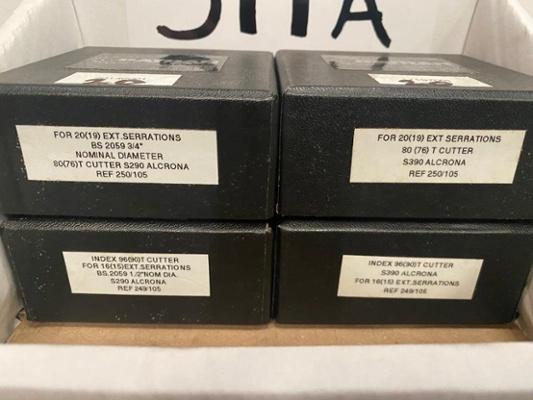 FOR 20(19) EXT.SERRATIONS
BS 2059 3/4"
NOMINAL DIAMETER
80(76)T CUTTER S290 ALCRONA
REF 250/105
FOR 20(19) EXT.SERRATIONS
80 (76) T CUTTER
S390 ALCRONA
REF 250/105
INDEX 96(90)T CUTTER
FOR 16(15)EXT.SERRATIONS
BS.2059 1/2"NOM DIA.
S290 ALCRONA
REF 249/105
INDEX 96(90)T CUTTER
S390 ALCRONA
FOR 16(15) EXT.SERRATIONS
REF 249/105